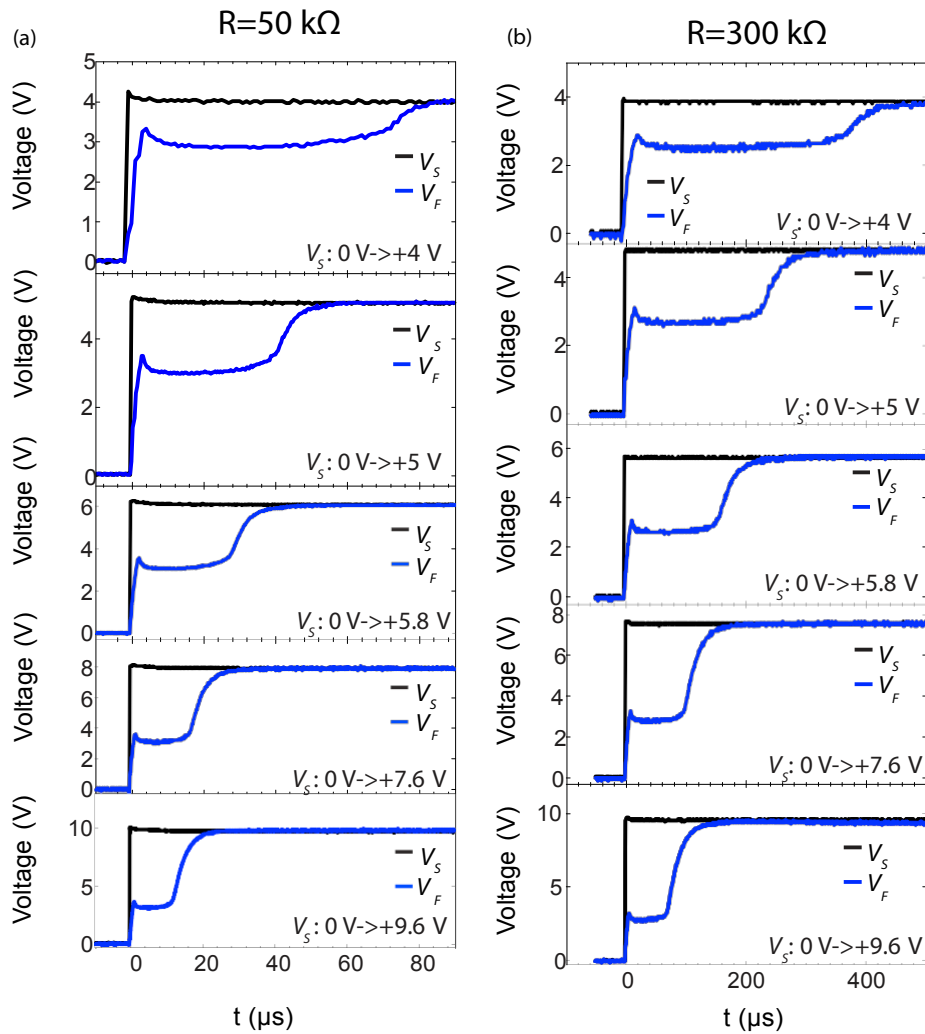 R=50 kΩ
(a)
Voltage (V)
5
4
3
2
1
0
V_S
V_F
V_S: 0 V->+4 V
Voltage (V)
4
2
0
V_S
V_F
V_S: 0 V->+5 V
Voltage (V)
6
4
2
0
V_S
V_F
V_S: 0 V->+5.8 V
Voltage (V)
8
6
4
2
0
V_S
V_F
V_S: 0 V->+7.6 V
Voltage (V)
10
5
0
V_S
V_F
V_S: 0 V->+9.6 V
0 20 40 60 80
t (μs)
R=300 kΩ
(b)
Voltage (V)
4
2
0
V_S
V_F
V_S: 0 V->+4 V
Voltage (V)
4
2
0
V_S
V_F
V_S: 0 V->+5 V
Voltage (V)
6
4
2
0
V_S
V_F
V_S: 0 V->+5.8 V
Voltage (V)
8
6
4
2
0
V_S
V_F
V_S: 0 V->+7.6 V
Voltage (V)
10
5
0
V_S
V_F
V_S: 0 V->+9.6 V
0 200 400
t (μs)